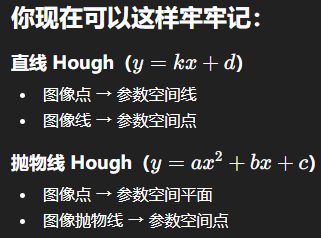 你现在可以这样牢牢记：
直线 Hough（y = kx + d）
• 图像点 → 参数空间线
• 图像线 → 参数空间点
抛物线 Hough（y = ax² + bx + c）
• 图像点 → 参数空间平面
• 图像抛物线 → 参数空间点